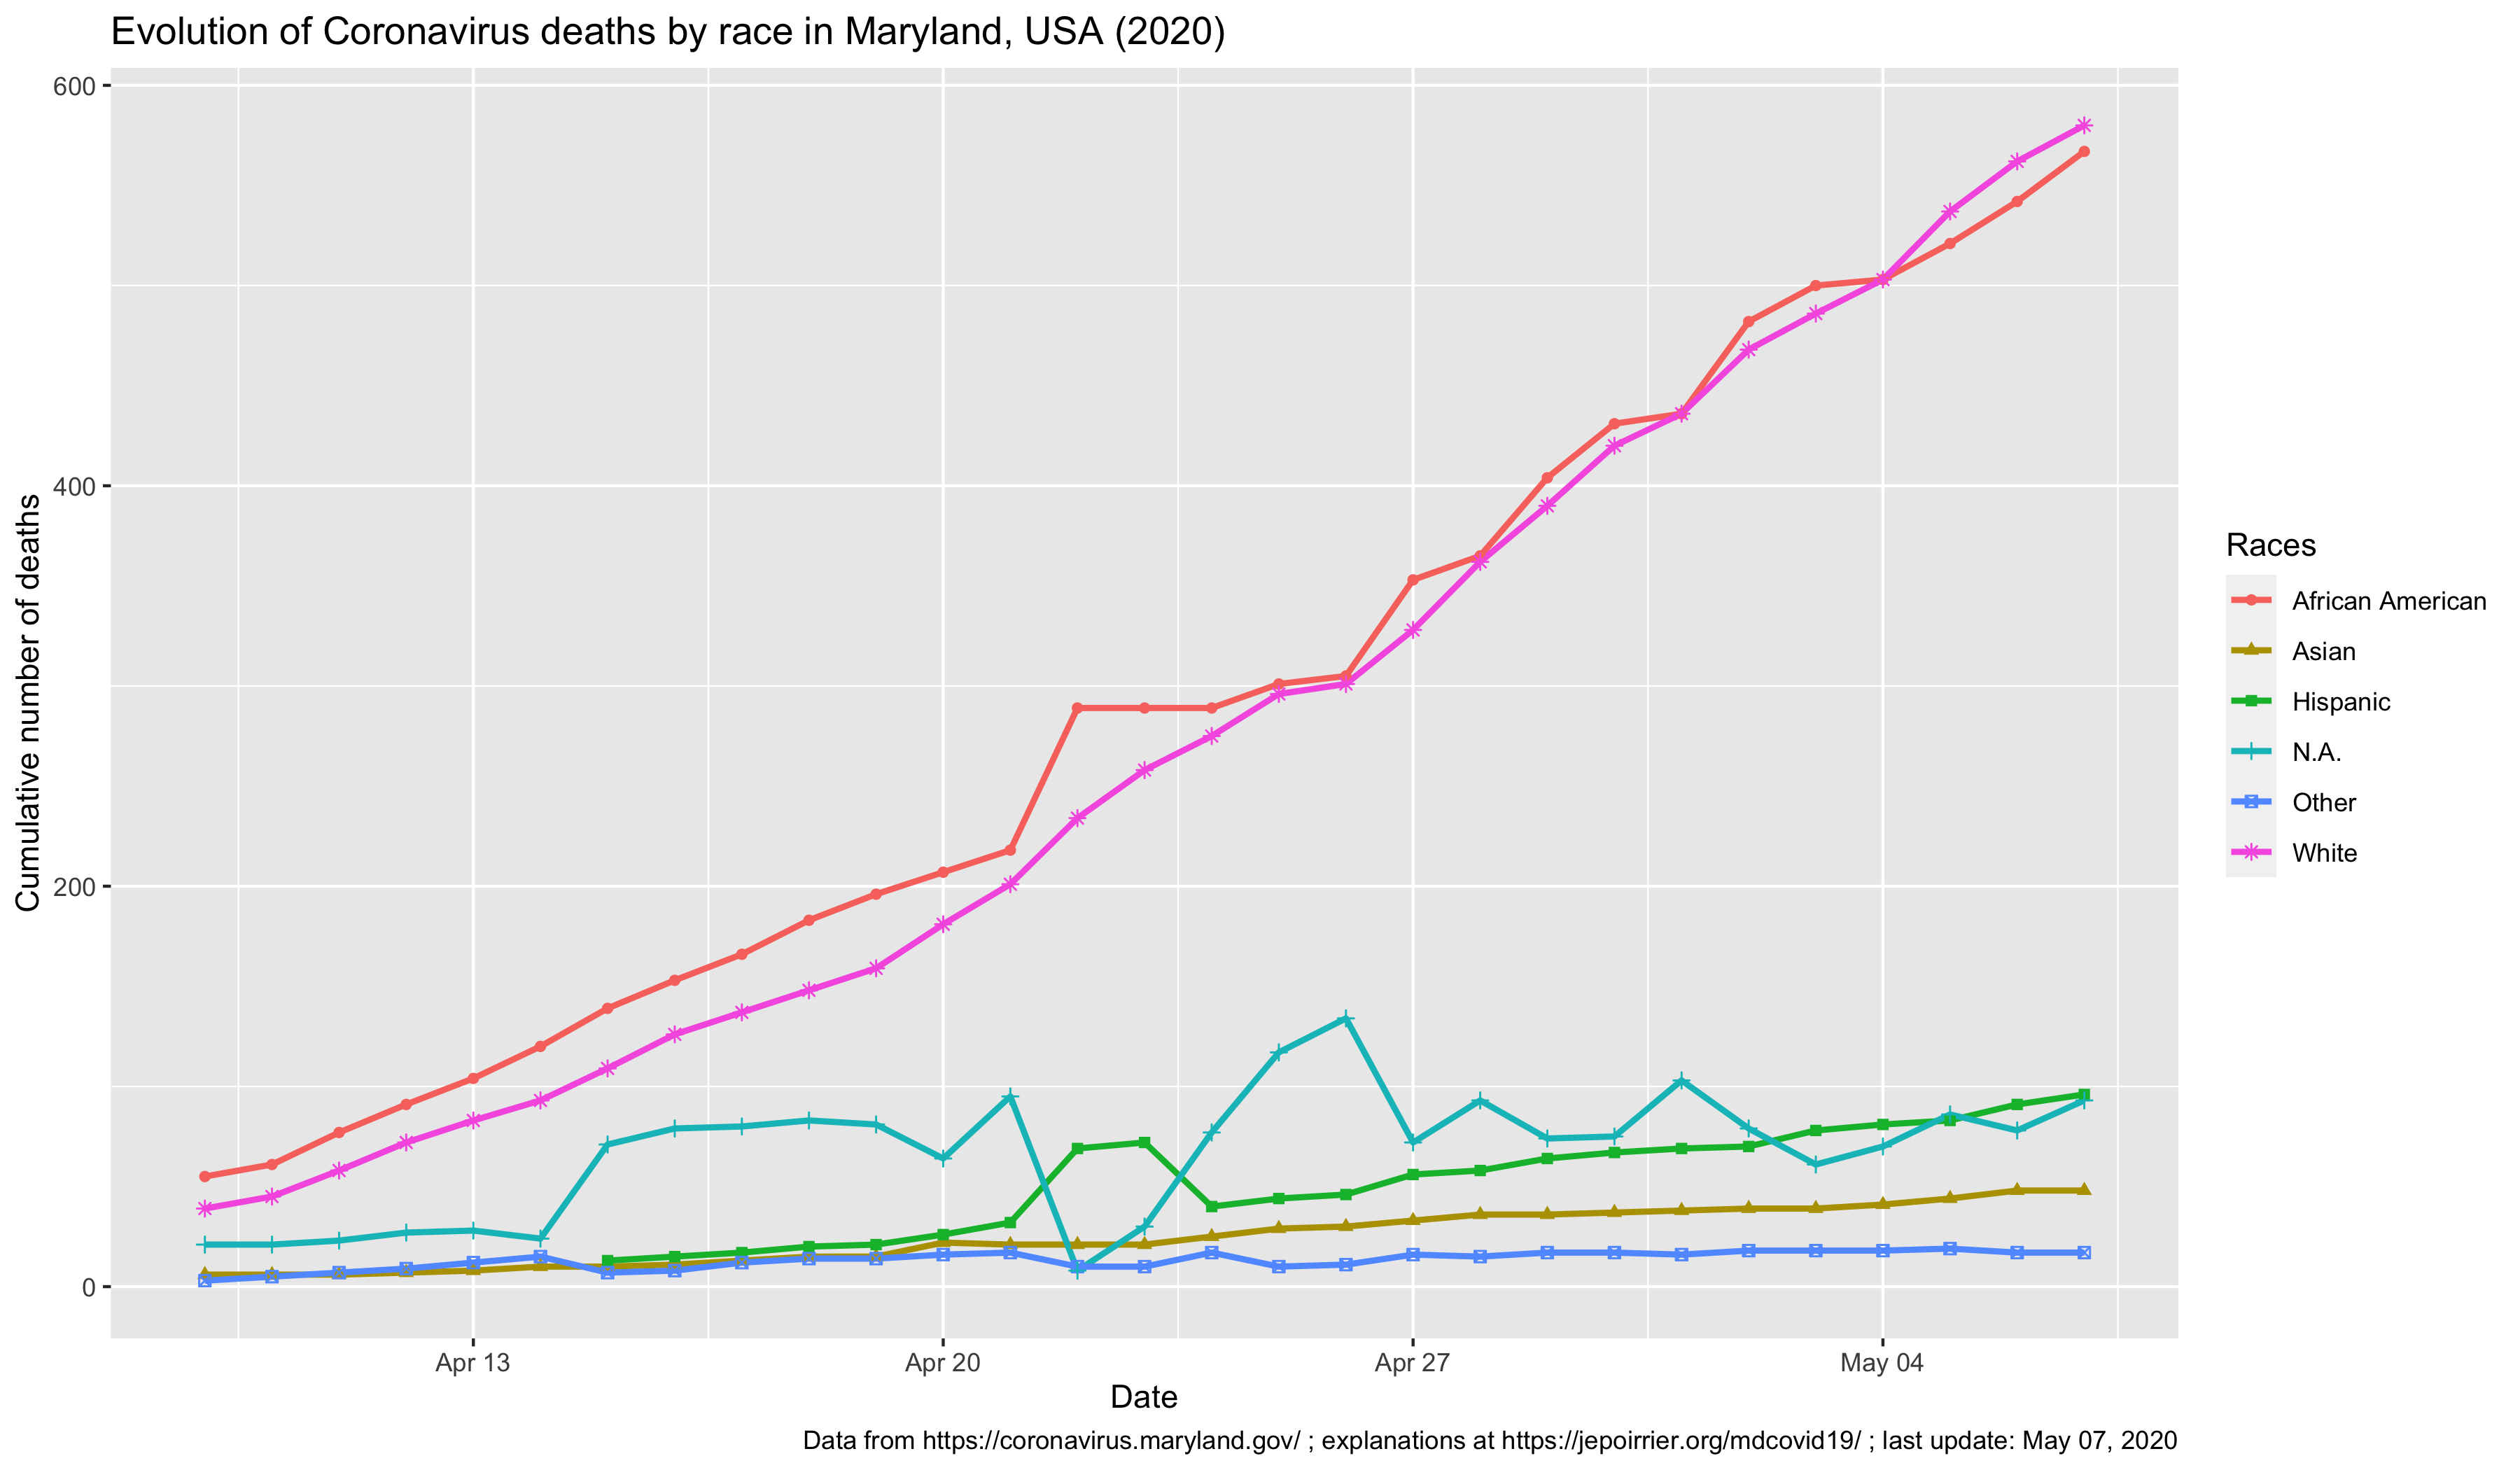 Evolution of Coronavirus deaths by race in Maryland, USA (2020)
600
400
200
0
Cumulative number of deaths
Apr 13
Apr 20
Apr 27
May 04
Date
Races
African American
Asian
Hispanic
N.A.
Other
White
Data from https://coronavirus.maryland.gov/ ; explanations at https://jepoirrier.org/mdcovid19/ ; last update: May 07, 2020